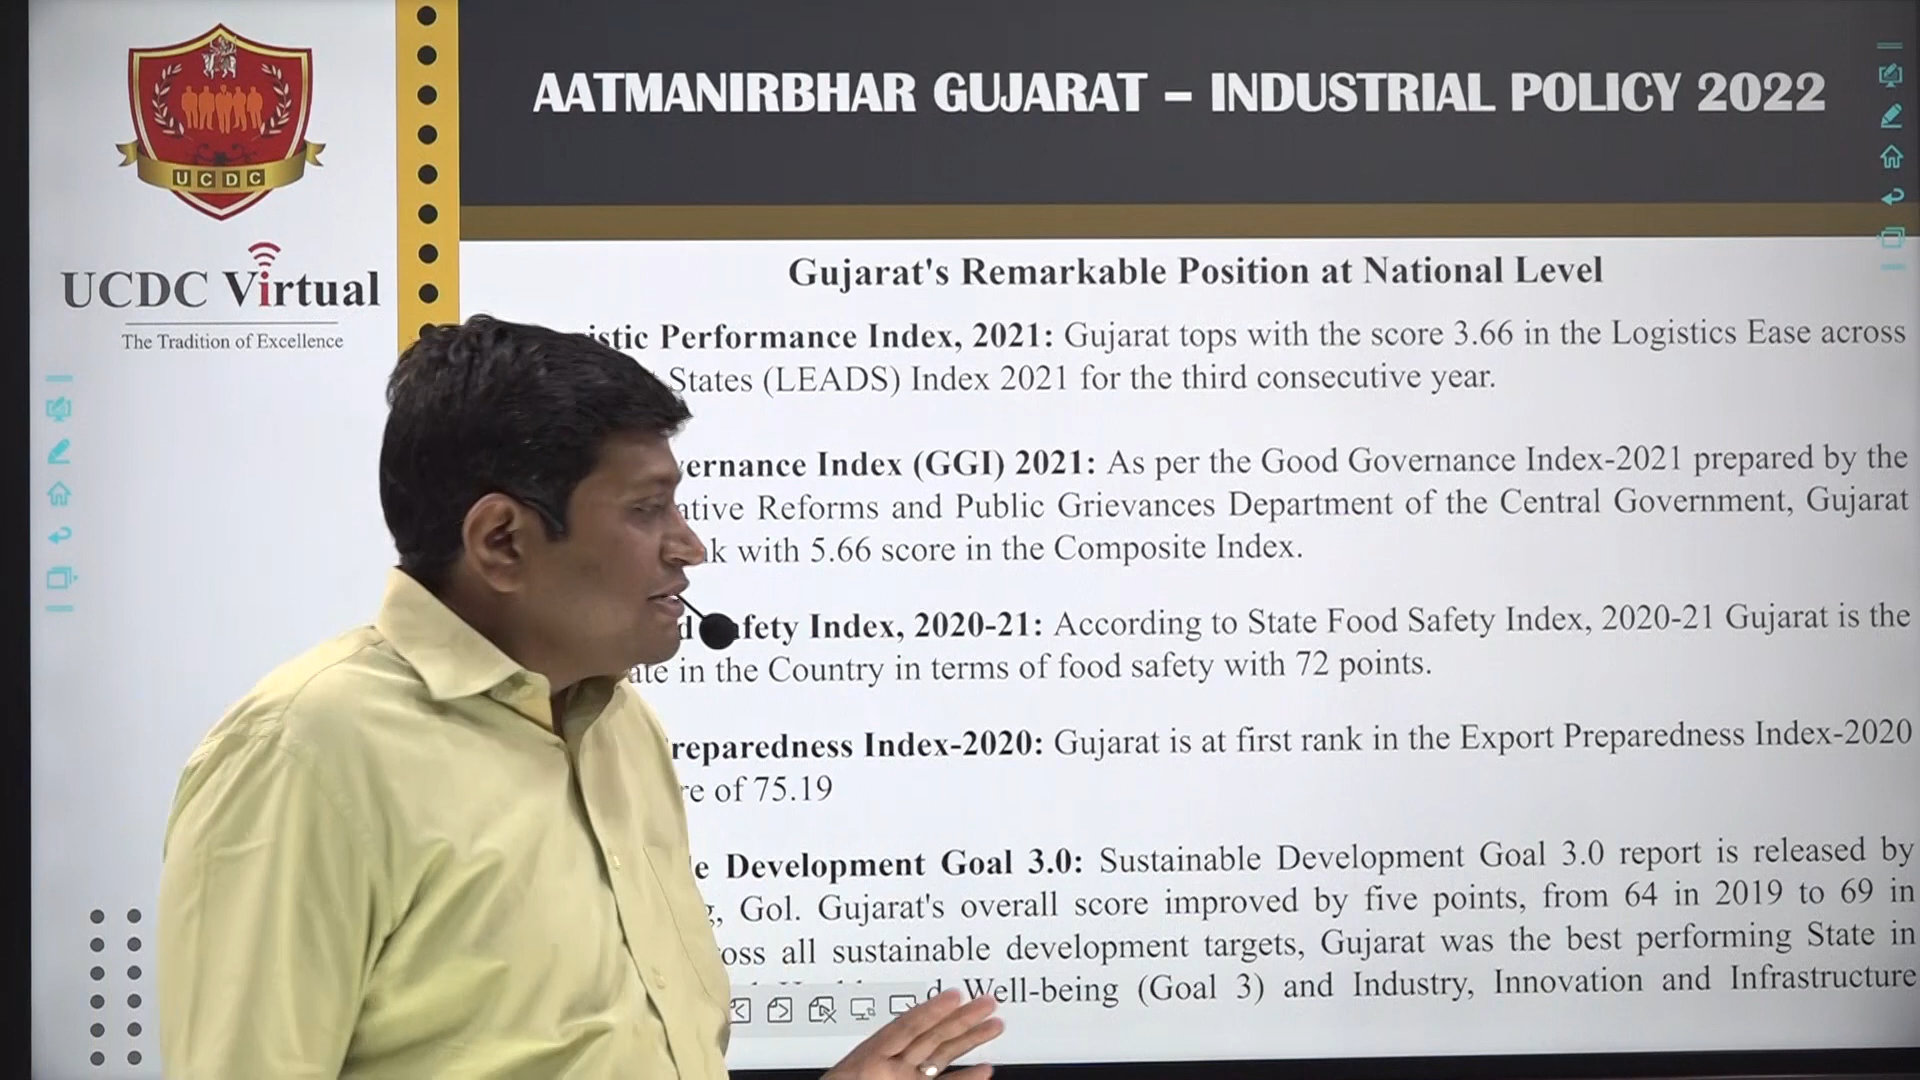 AATMANIRBHAR GUJARAT – INDUSTRIAL POLICY 2022
UCDC
UCDC Virtual
The Tradition of Excellence
Gujarat's Remarkable Position at National Level
Performance Index, 2021: Gujarat tops with the score 3.66 in the Logistics Ease across
States (LEADS) Index 2021 for the third consecutive year.
Index (GGI) 2021: As per the Good Governance Index-2021 prepared by the
Reforms and Public Grievances Department of the Central Government, Gujarat
with 5.66 score in the Composite Index.
Index, 2020-21: According to State Food Safety Index, 2020-21 Gujarat is the
in the Country in terms of food safety with 72 points.
Index-2020: Gujarat is at first rank in the Export Preparedness Index-2020
of 75.19
Development Goal 3.0: Sustainable Development Goal 3.0 report is released by
GoI. Gujarat's overall score improved by five points, from 64 in 2019 to 69 in
all sustainable development targets, Gujarat was the best performing State in
Well-being (Goal 3) and Industry, Innovation and Infrastructure